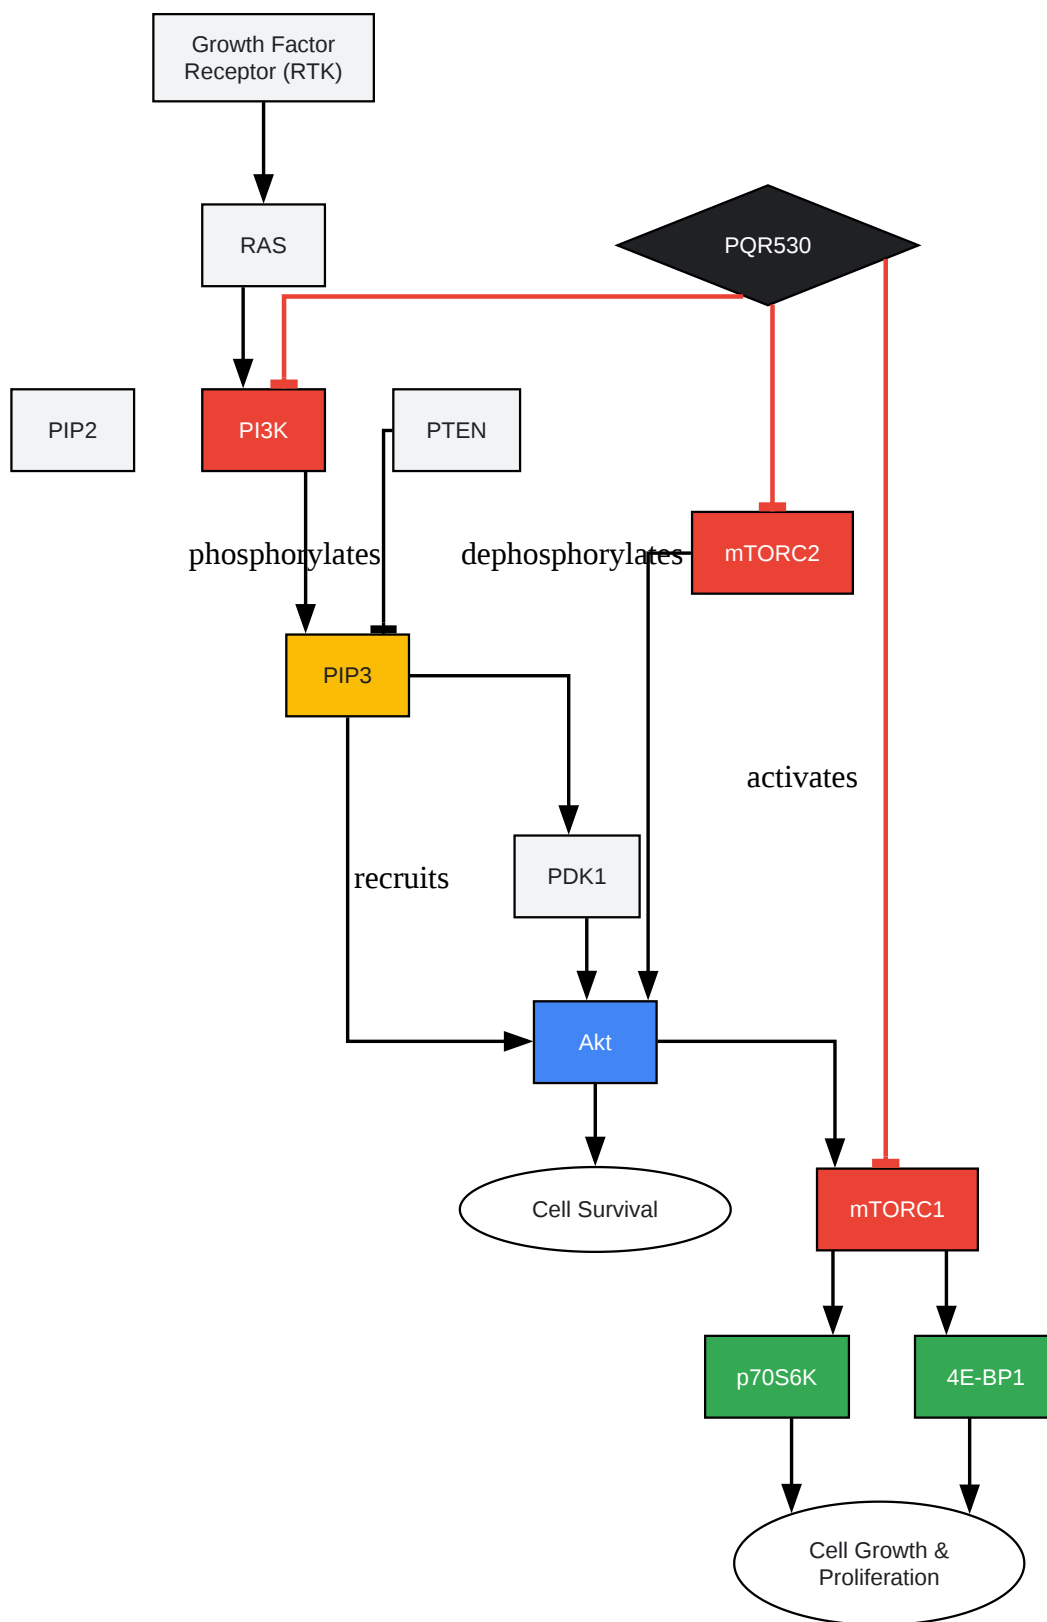 Growth Factor
Receptor (RTK)
RAS
PQR530
PIP2
PI3K
PTEN
phosphorylates
dephosphorylates
mTORC2
PIP3
activates
recruits
PDK1
Akt
Cell Survival
mTORC1
p70S6K
4E-BP1
Cell Growth &
Proliferation